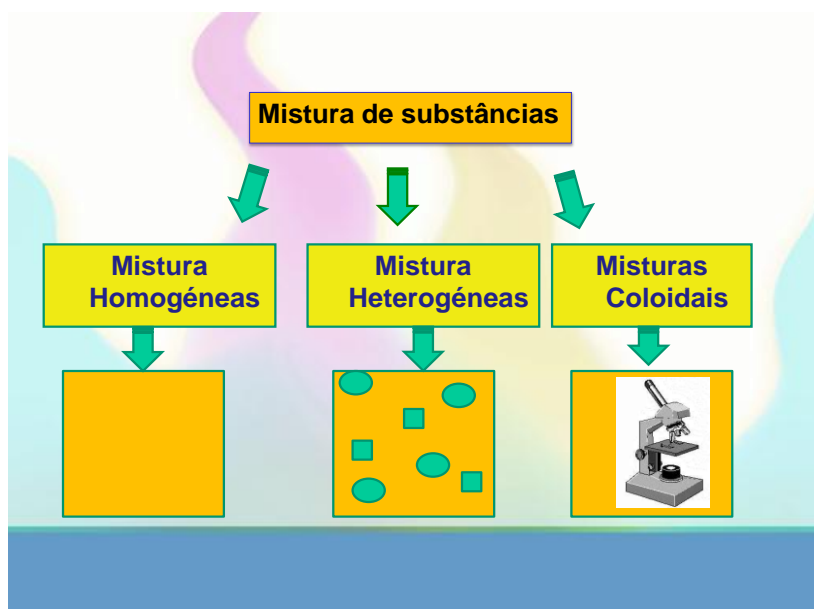 Mistura de substâncias
Mistura
Homogéneas
Mistura
Heterogéneas
Misturas
Coloidais